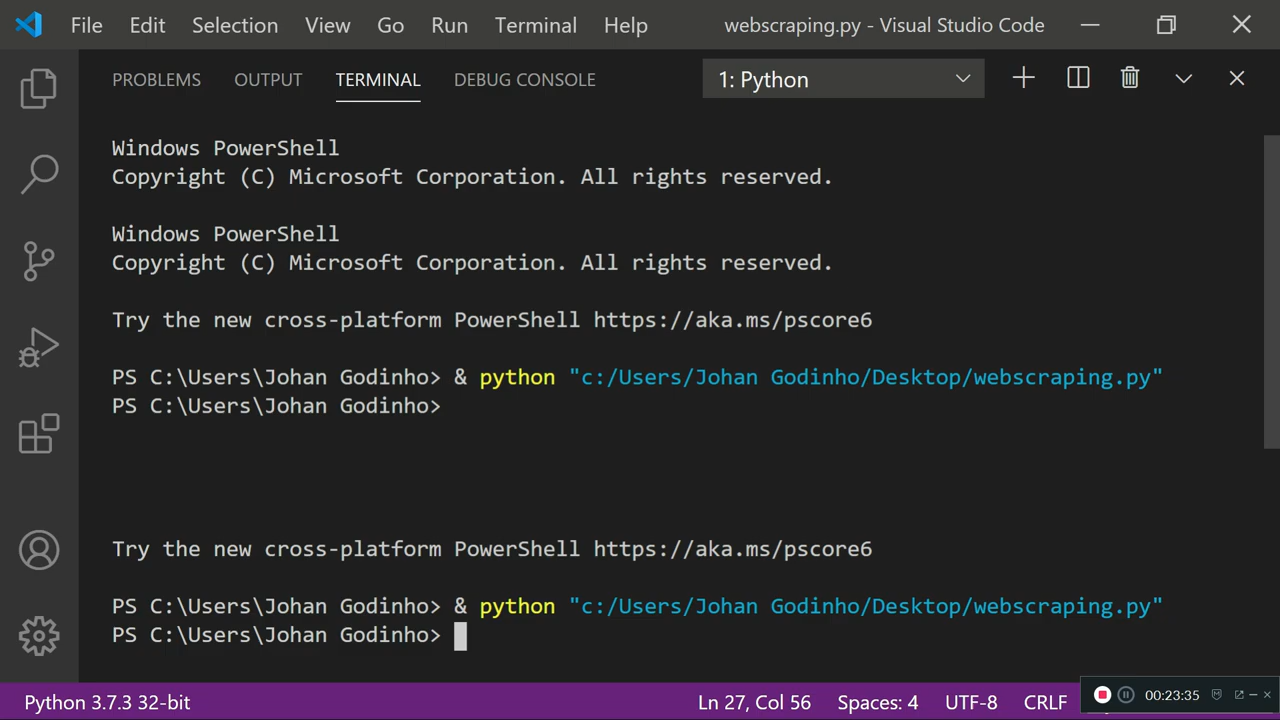 File Edit Selection View Go Run Terminal Help webscraping.py - Visual Studio Code
PROBLEMS OUTPUT TERMINAL DEBUG CONSOLE 1: Python
Windows PowerShell
Copyright (C) Microsoft Corporation. All rights reserved.
Windows PowerShell
Copyright (C) Microsoft Corporation. All rights reserved.
Try the new cross-platform PowerShell https://aka.ms/pscore6
PS C:\Users\Johan Godinho> & python "c:/Users/Johan Godinho/Desktop/webscraping.py"
PS C:\Users\Johan Godinho>
Try the new cross-platform PowerShell https://aka.ms/pscore6
PS C:\Users\Johan Godinho> & python "c:/Users/Johan Godinho/Desktop/webscraping.py"
PS C:\Users\Johan Godinho>
Python 3.7.3 32-bit Ln 27, Col 56 Spaces: 4 UTF-8 CRLF 00:23:35